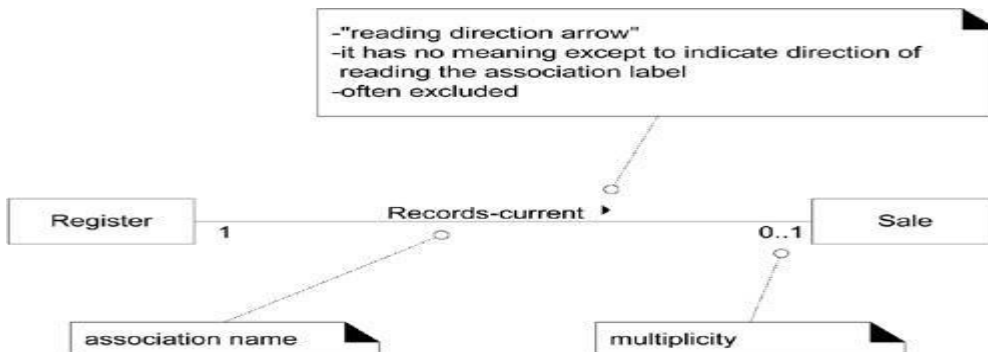 -"reading direction arrow"
-it has no meaning except to indicate direction of
reading the association label
-often excluded
Records-current
Register
Sale
1
0..1
association name
multiplicity